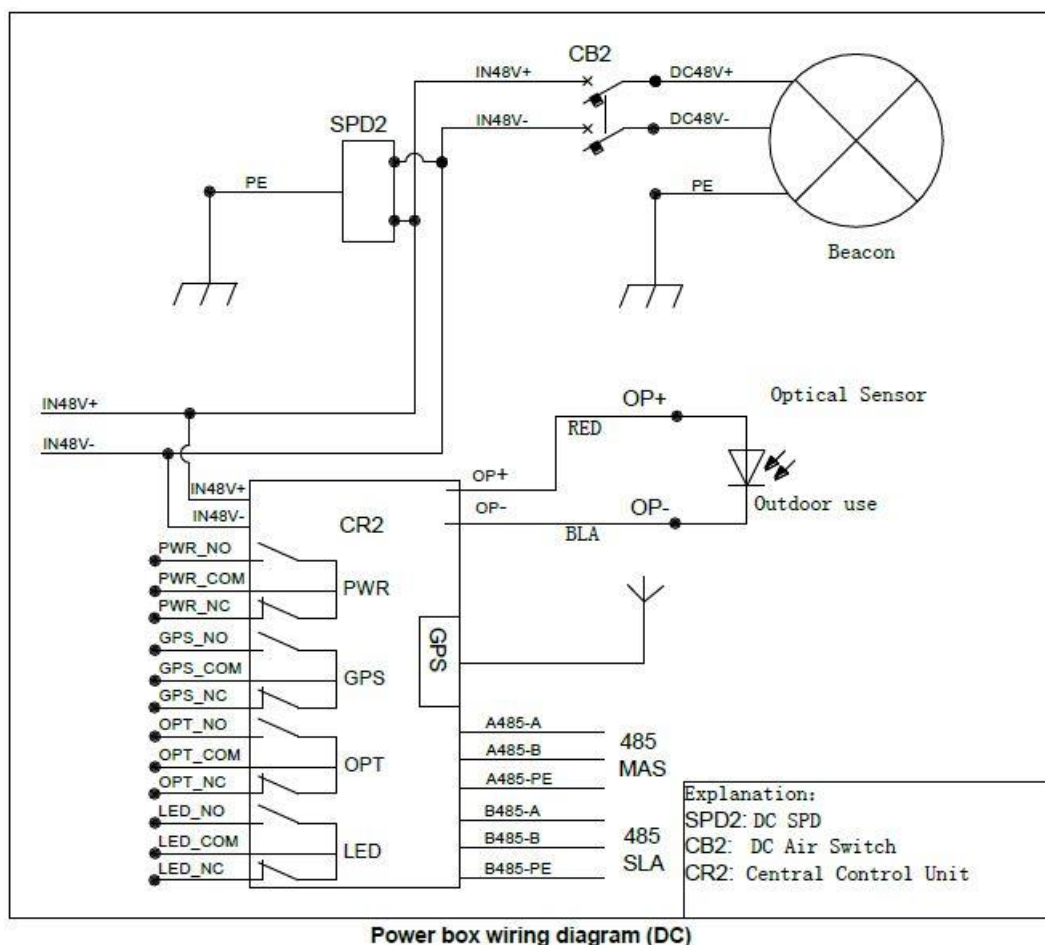 CB2
IN48V+
DC48V+
SPD2
IN48V-
DC48V-
PE
PE
Beacon
IN48V+
OP+
Optical Sensor
RED
IN48V-
OP+
IN48V+
OP-
OP-
Outdoor use
IN48V-
CR2
BLA
PWR_NO
PWR_COM
PWR
PWR_NC
GPS_NO
GPS
GPS_COM
GPS
GPS_NC
OPT_NO
A485-A
485
OPT_COM
OPT
A485-B
MAS
OPT_NC
A485-PE
LED_NO
B485-A
LED_COM
LED
B485-B
485
LED_NC
B485-PE
SLA
Explanation:
SPD2: DC SPD
CB2: DC Air Switch
CR2: Central Control Unit
Power box wiring diagram (DC)